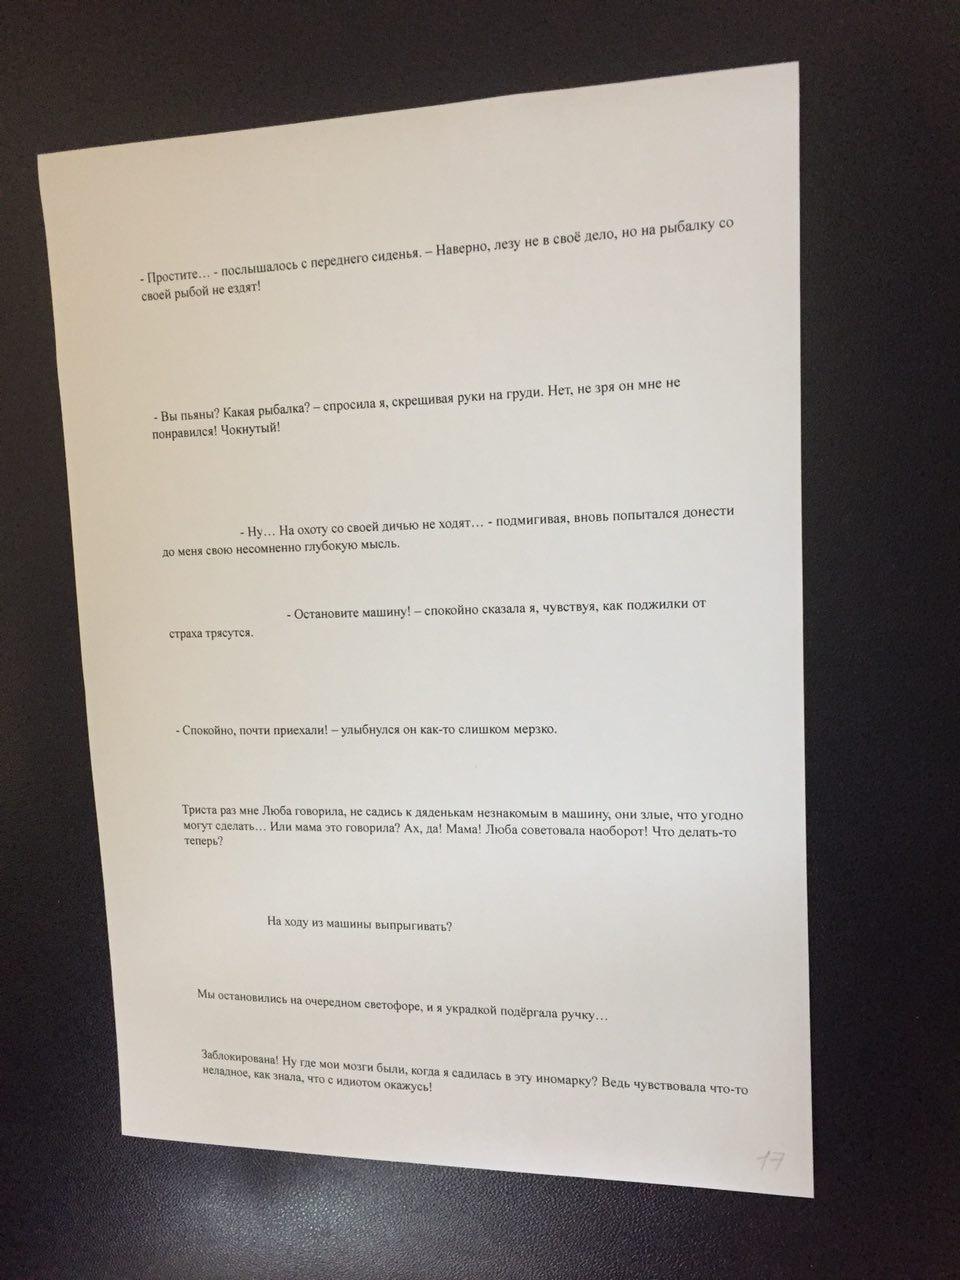 - Простите… - послышалось с переднего сиденья. – Наверно, лезу не в своё дело, но на рыбалку со
своей рыбой не ездят!
- Вы пьяны? Какая рыбалка? – спросила я, скрещивая руки на груди. Нет, не зря он мне не
понравился! Чокнутый!
- Ну… На охоту со своей дичью не ходят… - подмигивая, вновь попытался донести
до меня свою несомненно глубокую мысль.
- Остановите машину! – спокойно сказала я, чувствуя, как поджилки от
страха трясутся.
- Спокойно, почти приехали! – улыбнулся он как-то слишком мерзко.
Триста раз мне Люба говорила, не садись к дяденькам незнакомым в машину, они злые, что угодно
могут сделать… Или мама это говорила? Ах, да! Мама! Люба советовала наоборот! Что делать-то
теперь?
На ходу из машины выпрыгивать?
Мы остановились на очередном светофоре, и я украдкой подёргала ручку…
Заблокирована! Ну где мои мозги были, когда я садилась в эту иномарку? Ведь чувствовала что-то
неладное, как знала, что с идиотом окажусь!
17